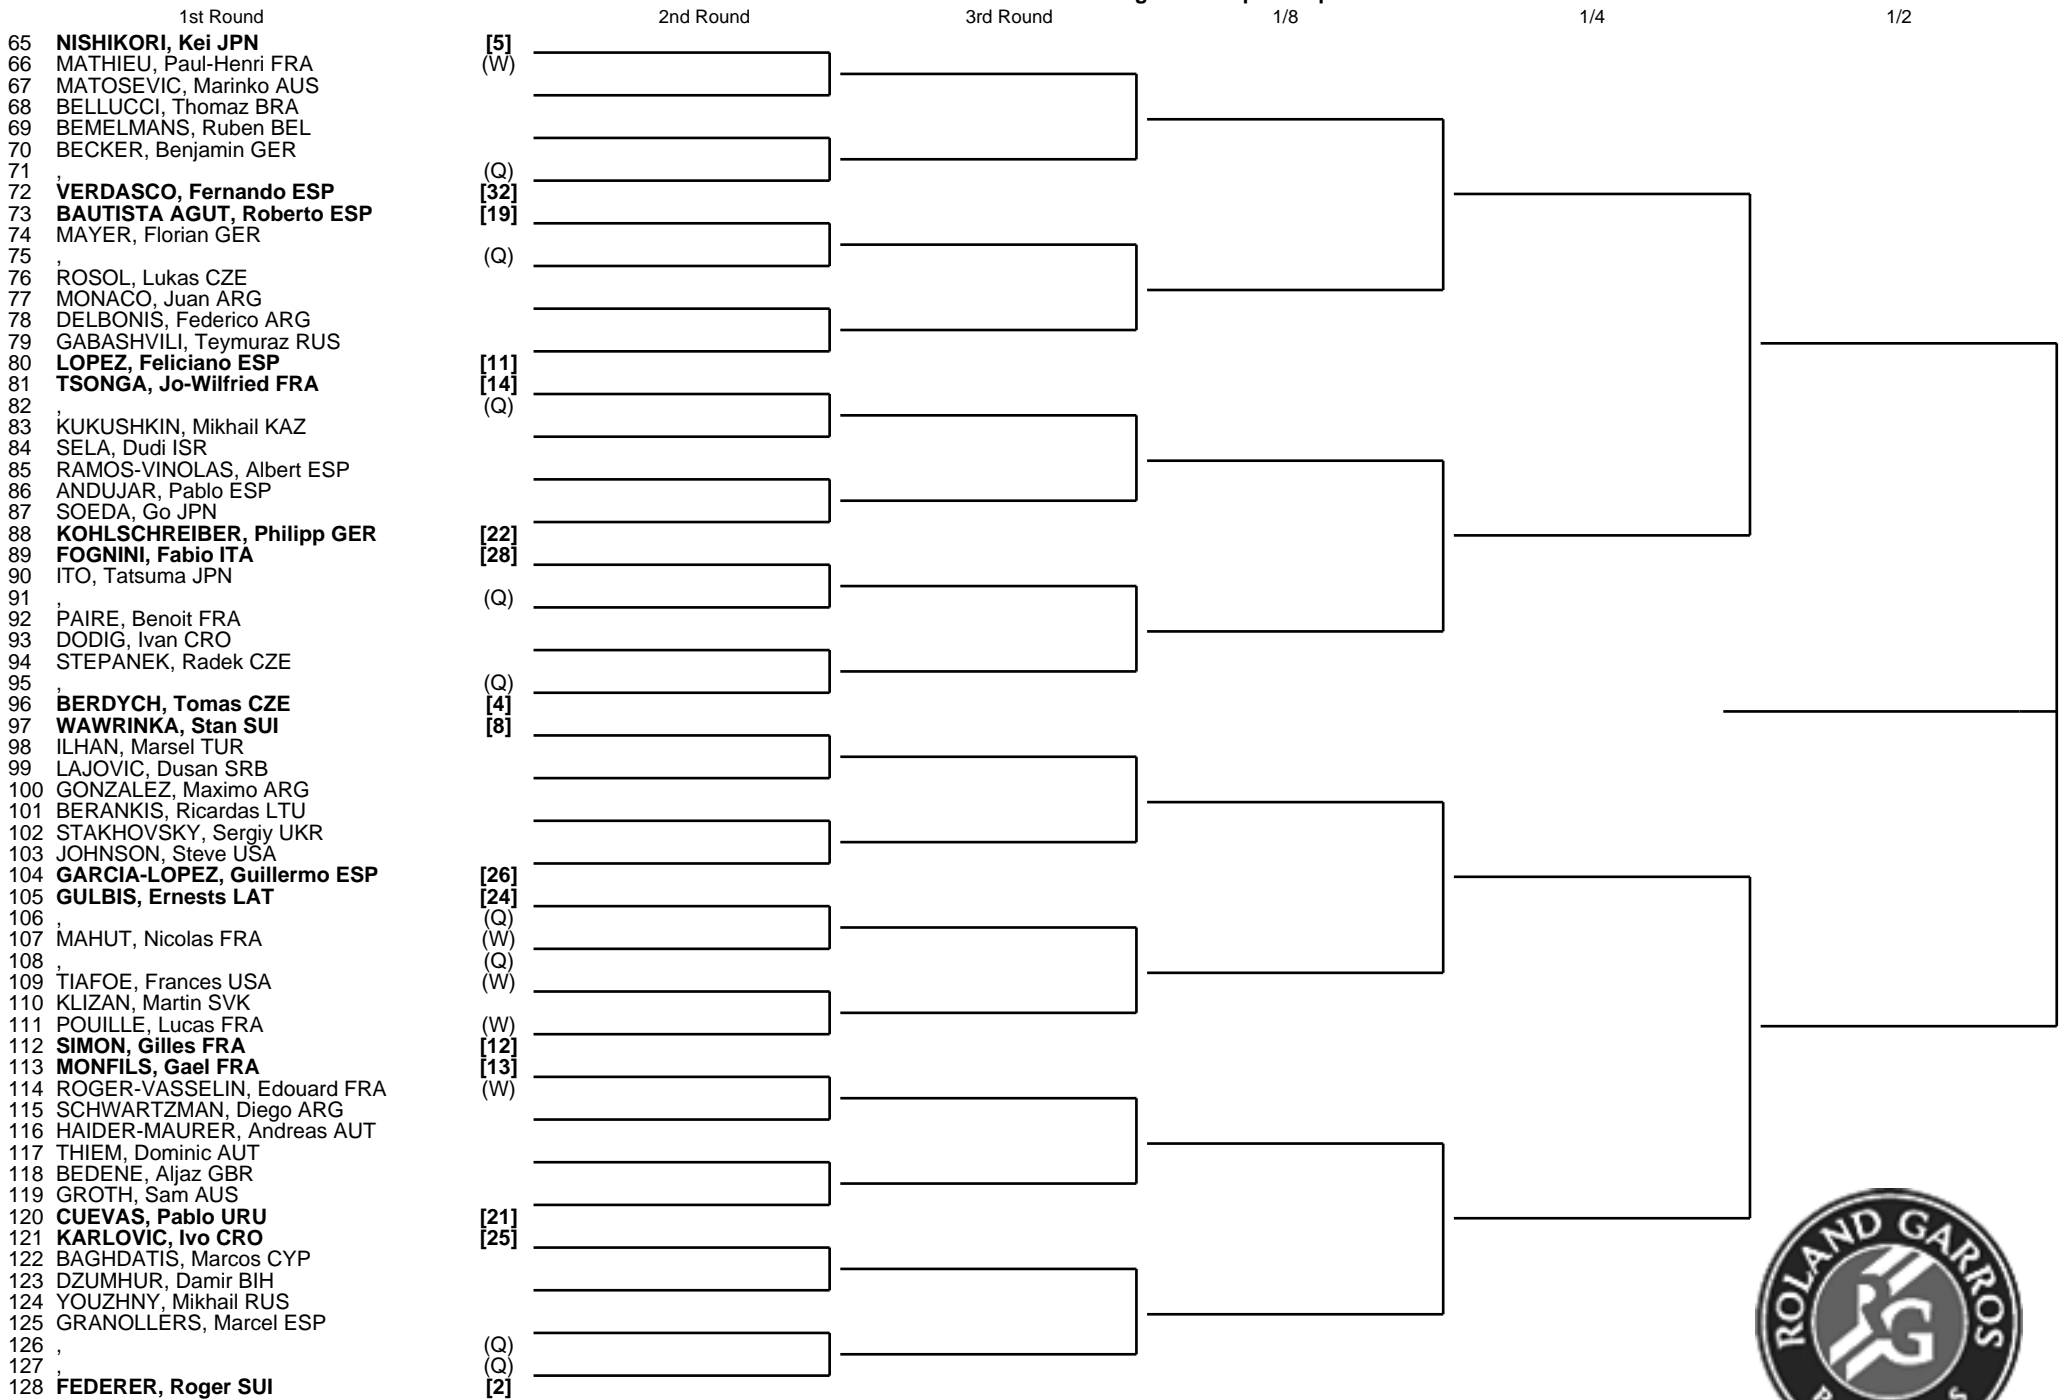 1st Round 2nd Round 3rd Round 1/8 1/4 1/2
65 NISHIKORI, Kei JPN [5]
66 MATHIEU, Paul-Henri FRA (W)
67 MATOSEVIC, Marinko AUS
68 BELLUCCI, Thomaz BRA
69 BEMELMANS, Ruben BEL
70 BECKER, Benjamin GER
71 , (Q)
72 VERDASCO, Fernando ESP [32]
73 BAUTISTA AGUT, Roberto ESP [19]
74 MAYER, Florian GER
75 , (Q)
76 ROSOL, Lukas CZE
77 MONACO, Juan ARG
78 DELBONIS, Federico ARG
79 GABASHVILI, Teymuraz RUS
80 LOPEZ, Feliciano ESP [11]
81 TSONGA, Jo-Wilfried FRA [14]
82 , (Q)
83 KUKUSHKIN, Mikhail KAZ
84 SELA, Dudi ISR
85 RAMOS-VINOLAS, Albert ESP
86 ANDUJAR, Pablo ESP
87 SOEDA, Go JPN
88 KOHLSCHREIBER, Philipp GER [22]
89 FOGNINI, Fabio ITA [28]
90 ITO, Tatsuma JPN
91 , (Q)
92 PAIRE, Benoit FRA
93 DODIG, Ivan CRO
94 STEPANEK, Radek CZE
95 , (Q)
96 BERDYCH, Tomas CZE [4]
97 WAWRINKA, Stan SUI [8]
98 ILHAN, Marsel TUR
99 LAJOVIC, Dusan SRB
100 GONZALEZ, Maximo ARG
101 BERANKIS, Ricardas LTU
102 STAKHOVSKY, Sergiy UKR
103 JOHNSON, Steve USA
104 GARCIA-LOPEZ, Guillermo ESP [26]
105 GULBIS, Ernests LAT [24]
106 , (Q)
107 MAHUT, Nicolas FRA (W)
108 , (Q)
109 TIAFOE, Frances USA (W)
110 KLIZAN, Martin SVK
111 POUILLE, Lucas FRA (W)
112 SIMON, Gilles FRA [12]
113 MONFILS, Gael FRA [13]
114 ROGER-VASSELIN, Edouard FRA (W)
115 SCHWARTZMAN, Diego ARG
116 HAIDER-MAURER, Andreas AUT
117 THIEM, Dominic AUT
118 BEDENE, Aljaz GBR
119 GROTH, Sam AUS
120 CUEVAS, Pablo URU [21]
121 KARLOVIC, Ivo CRO [25]
122 BAGHDATIS, Marcos CYP
123 DZUMHUR, Damir BIH
124 YOUZHNY, Mikhail RUS
125 GRANOLLERS, Marcel ESP
126 , (Q)
127 , (Q)
128 FEDERER, Roger SUI [2]
ROLAND GARROS
RG